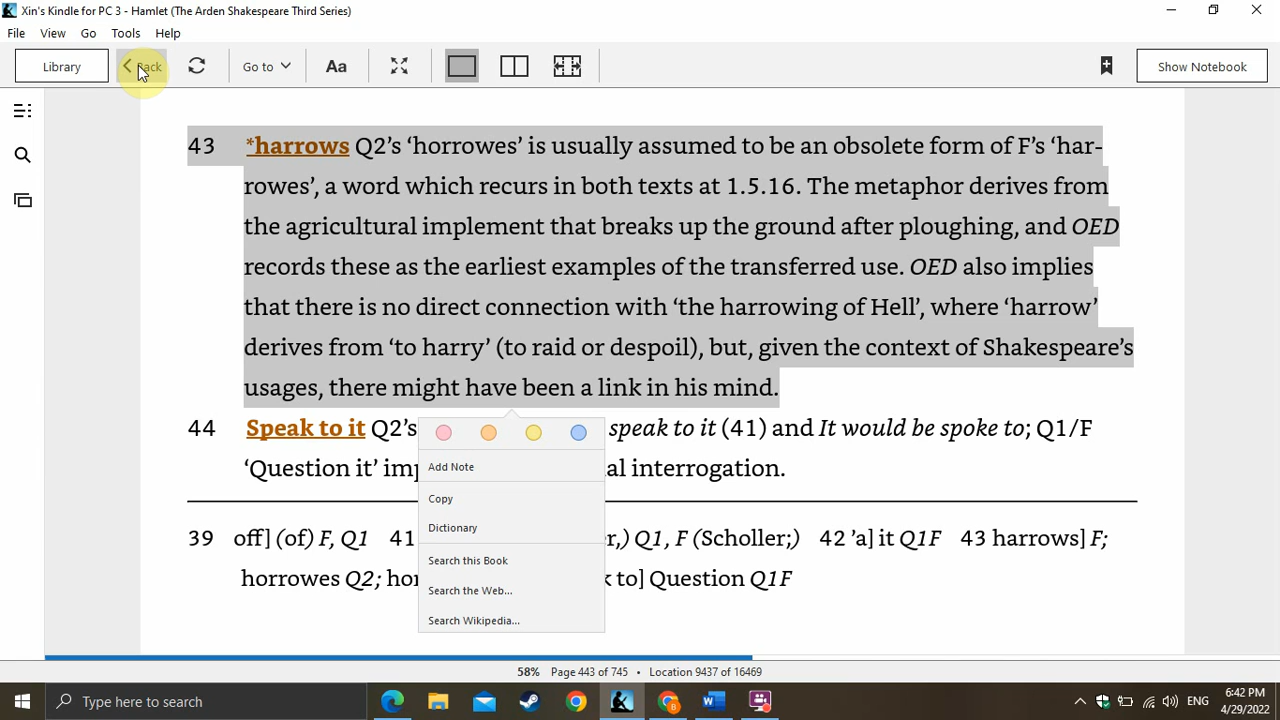 Xin's Kindle for PC 3 - Hamlet (The Arden Shakespeare Third Series)
File View Go Tools Help
Library Back Go to Aa Show Notebook
43 *harrows Q2’s ‘horrowes’ is usually assumed to be an obsolete form of F’s ‘har-
rowes’, a word which recurs in both texts at 1.5.16. The metaphor derives from
the agricultural implement that breaks up the ground after ploughing, and OED
records these as the earliest examples of the transferred use. OED also implies
that there is no direct connection with ‘the harrowing of Hell’, where ‘harrow’
derives from ‘to harry’ (to raid or despoil), but, given the context of Shakespeare’s
usages, there might have been a link in his mind.
44 Speak to it Q2’s speak to it (41) and It would be spoke to; Q1/F
‘Question it’ imp al interrogation.
Add Note
Copy
Dictionary
Search this Book
Search the Web...
Search Wikipedia...
39 off] (of) F, Q1 41 er,) Q1, F (Scholler;) 42 ’a] it Q1F 43 harrows] F;
horrowes Q2; hor k to] Question Q1F
58% Page 443 of 745 • Location 9437 of 16469
Type here to search
ENG
6:42 PM
4/29/2022